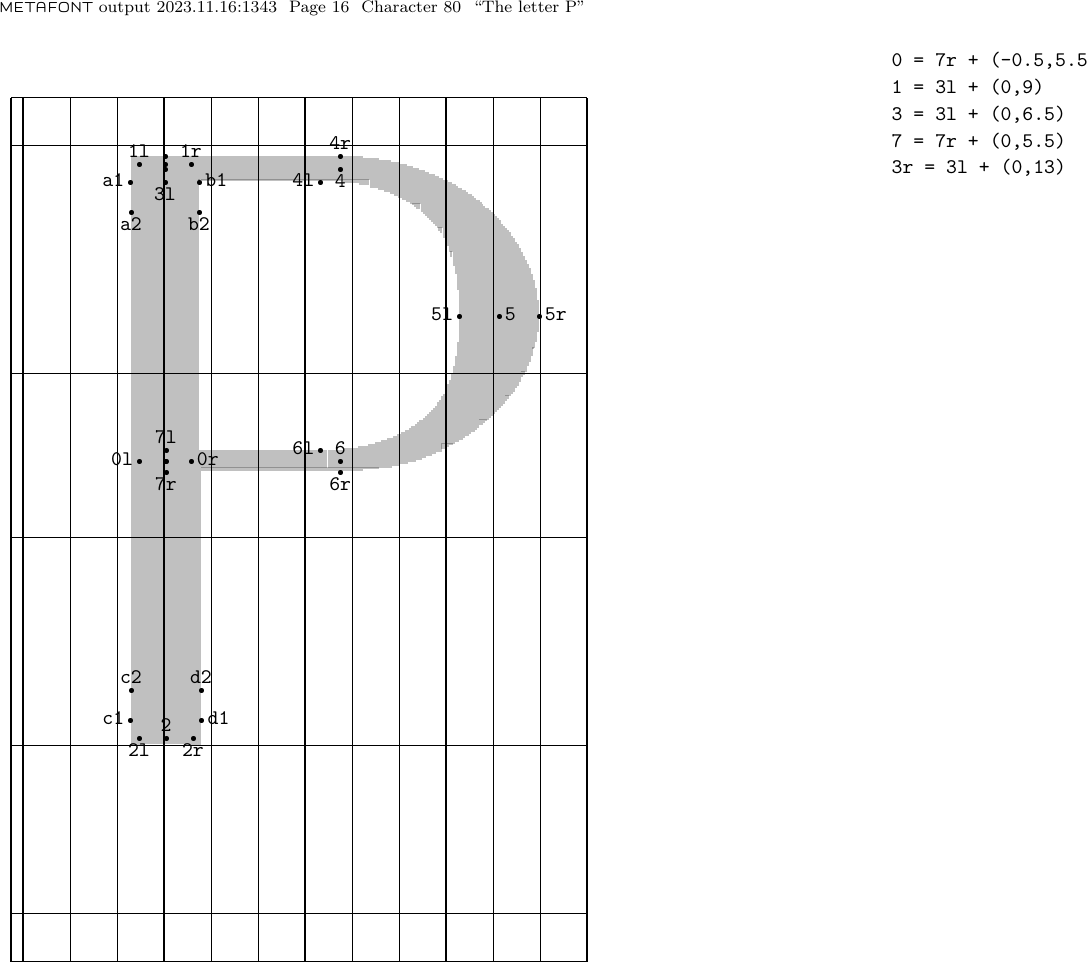 METAFONT output 2023.11.16:1343 Page 16 Character 80 “The letter P”
0 = 7r + (-0.5,5.5
1 = 3l + (0,9)
3 = 3l + (0,6.5)
7 = 7r + (0,5.5)
3r = 3l + (0,13)
4r
1l 1r
a1 b1 4l 4
3l
a2 b2
5l 5 5r
7l
6l 6
0l 0r
7r 6r
c2 d2
c1 2 d1
2l 2r